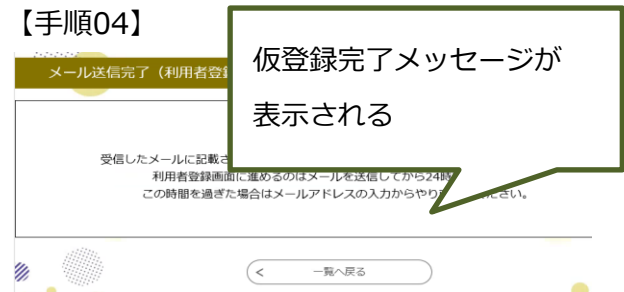 【手順04】
仮登録完了メッセージが
表示される
メール送信完了（利用者登
受信したメールに記載
利用者登録画面に進めるのはメールを送信してから24
この時間を過ぎた場合はメールアドレスの入力からやり
さい。
< 一覧へ戻る